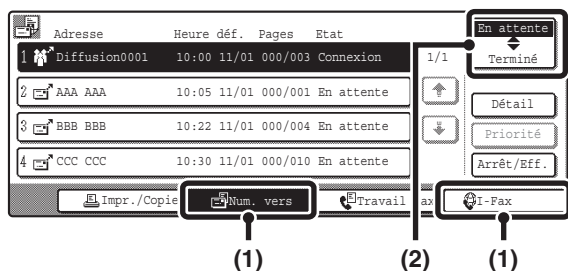 Adresse Heure déf. Pages Etat En attente
1 Diffusion0001 10:00 11/01 000/003 Connexion 1/1 Terminé
2 AAA AAA 10:05 11/01 000/001 En attente
Détail
3 BBB BBB 10:22 11/01 000/004 En attente Priorité
4 CCC CCC 10:30 11/01 000/010 En attente Arrêt/Eff.
Impr./Copie Num. vers Travail ax I-Fax
(1) (2) (1)